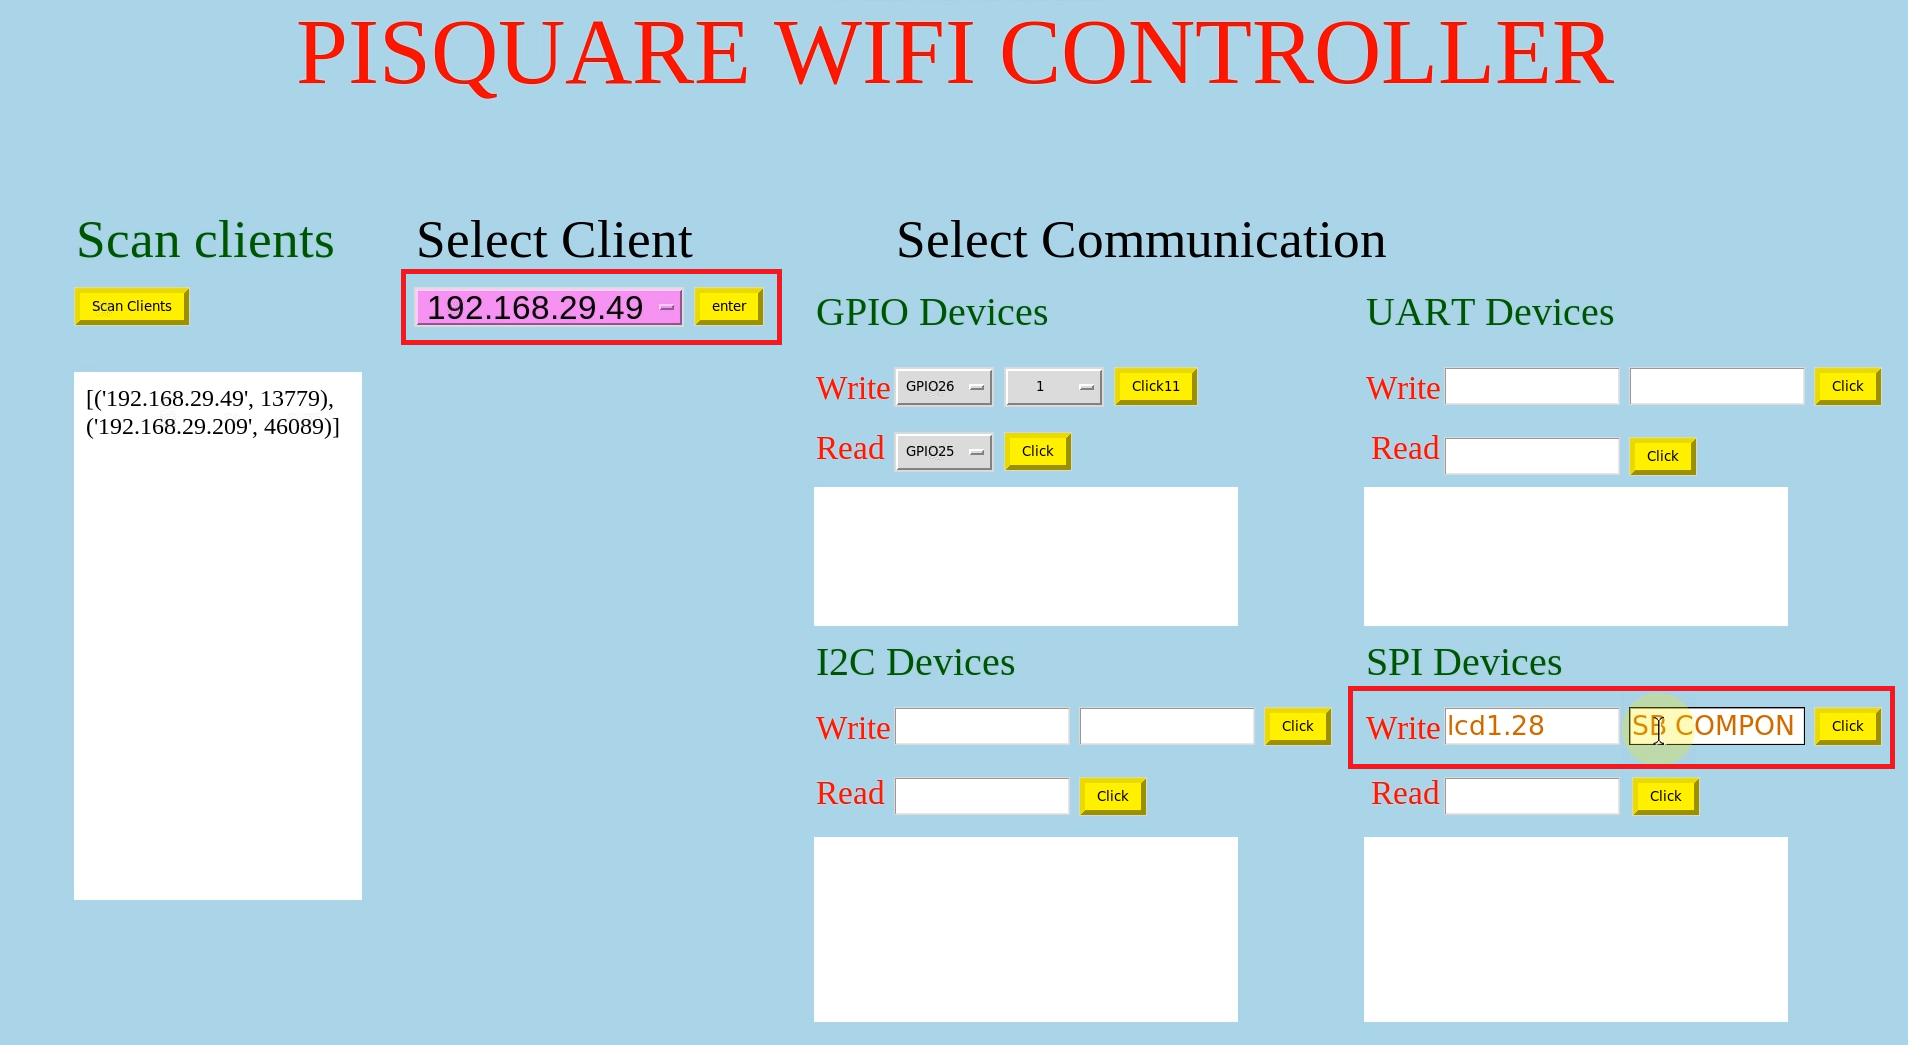 PISQUARE WIFI CONTROLLER
Scan clients
Select Client
Select Communication
Scan Clients
192.168.29.49
enter
[('192.168.29.49', 13779),
('192.168.29.209', 46089)]
GPIO Devices
Write GPIO26 1 Click11
Read GPIO25 Click
UART Devices
Write Click
Read Click
I2C Devices
Write Click
Read Click
SPI Devices
Write lcd1.28 SB COMPON Click
Read Click